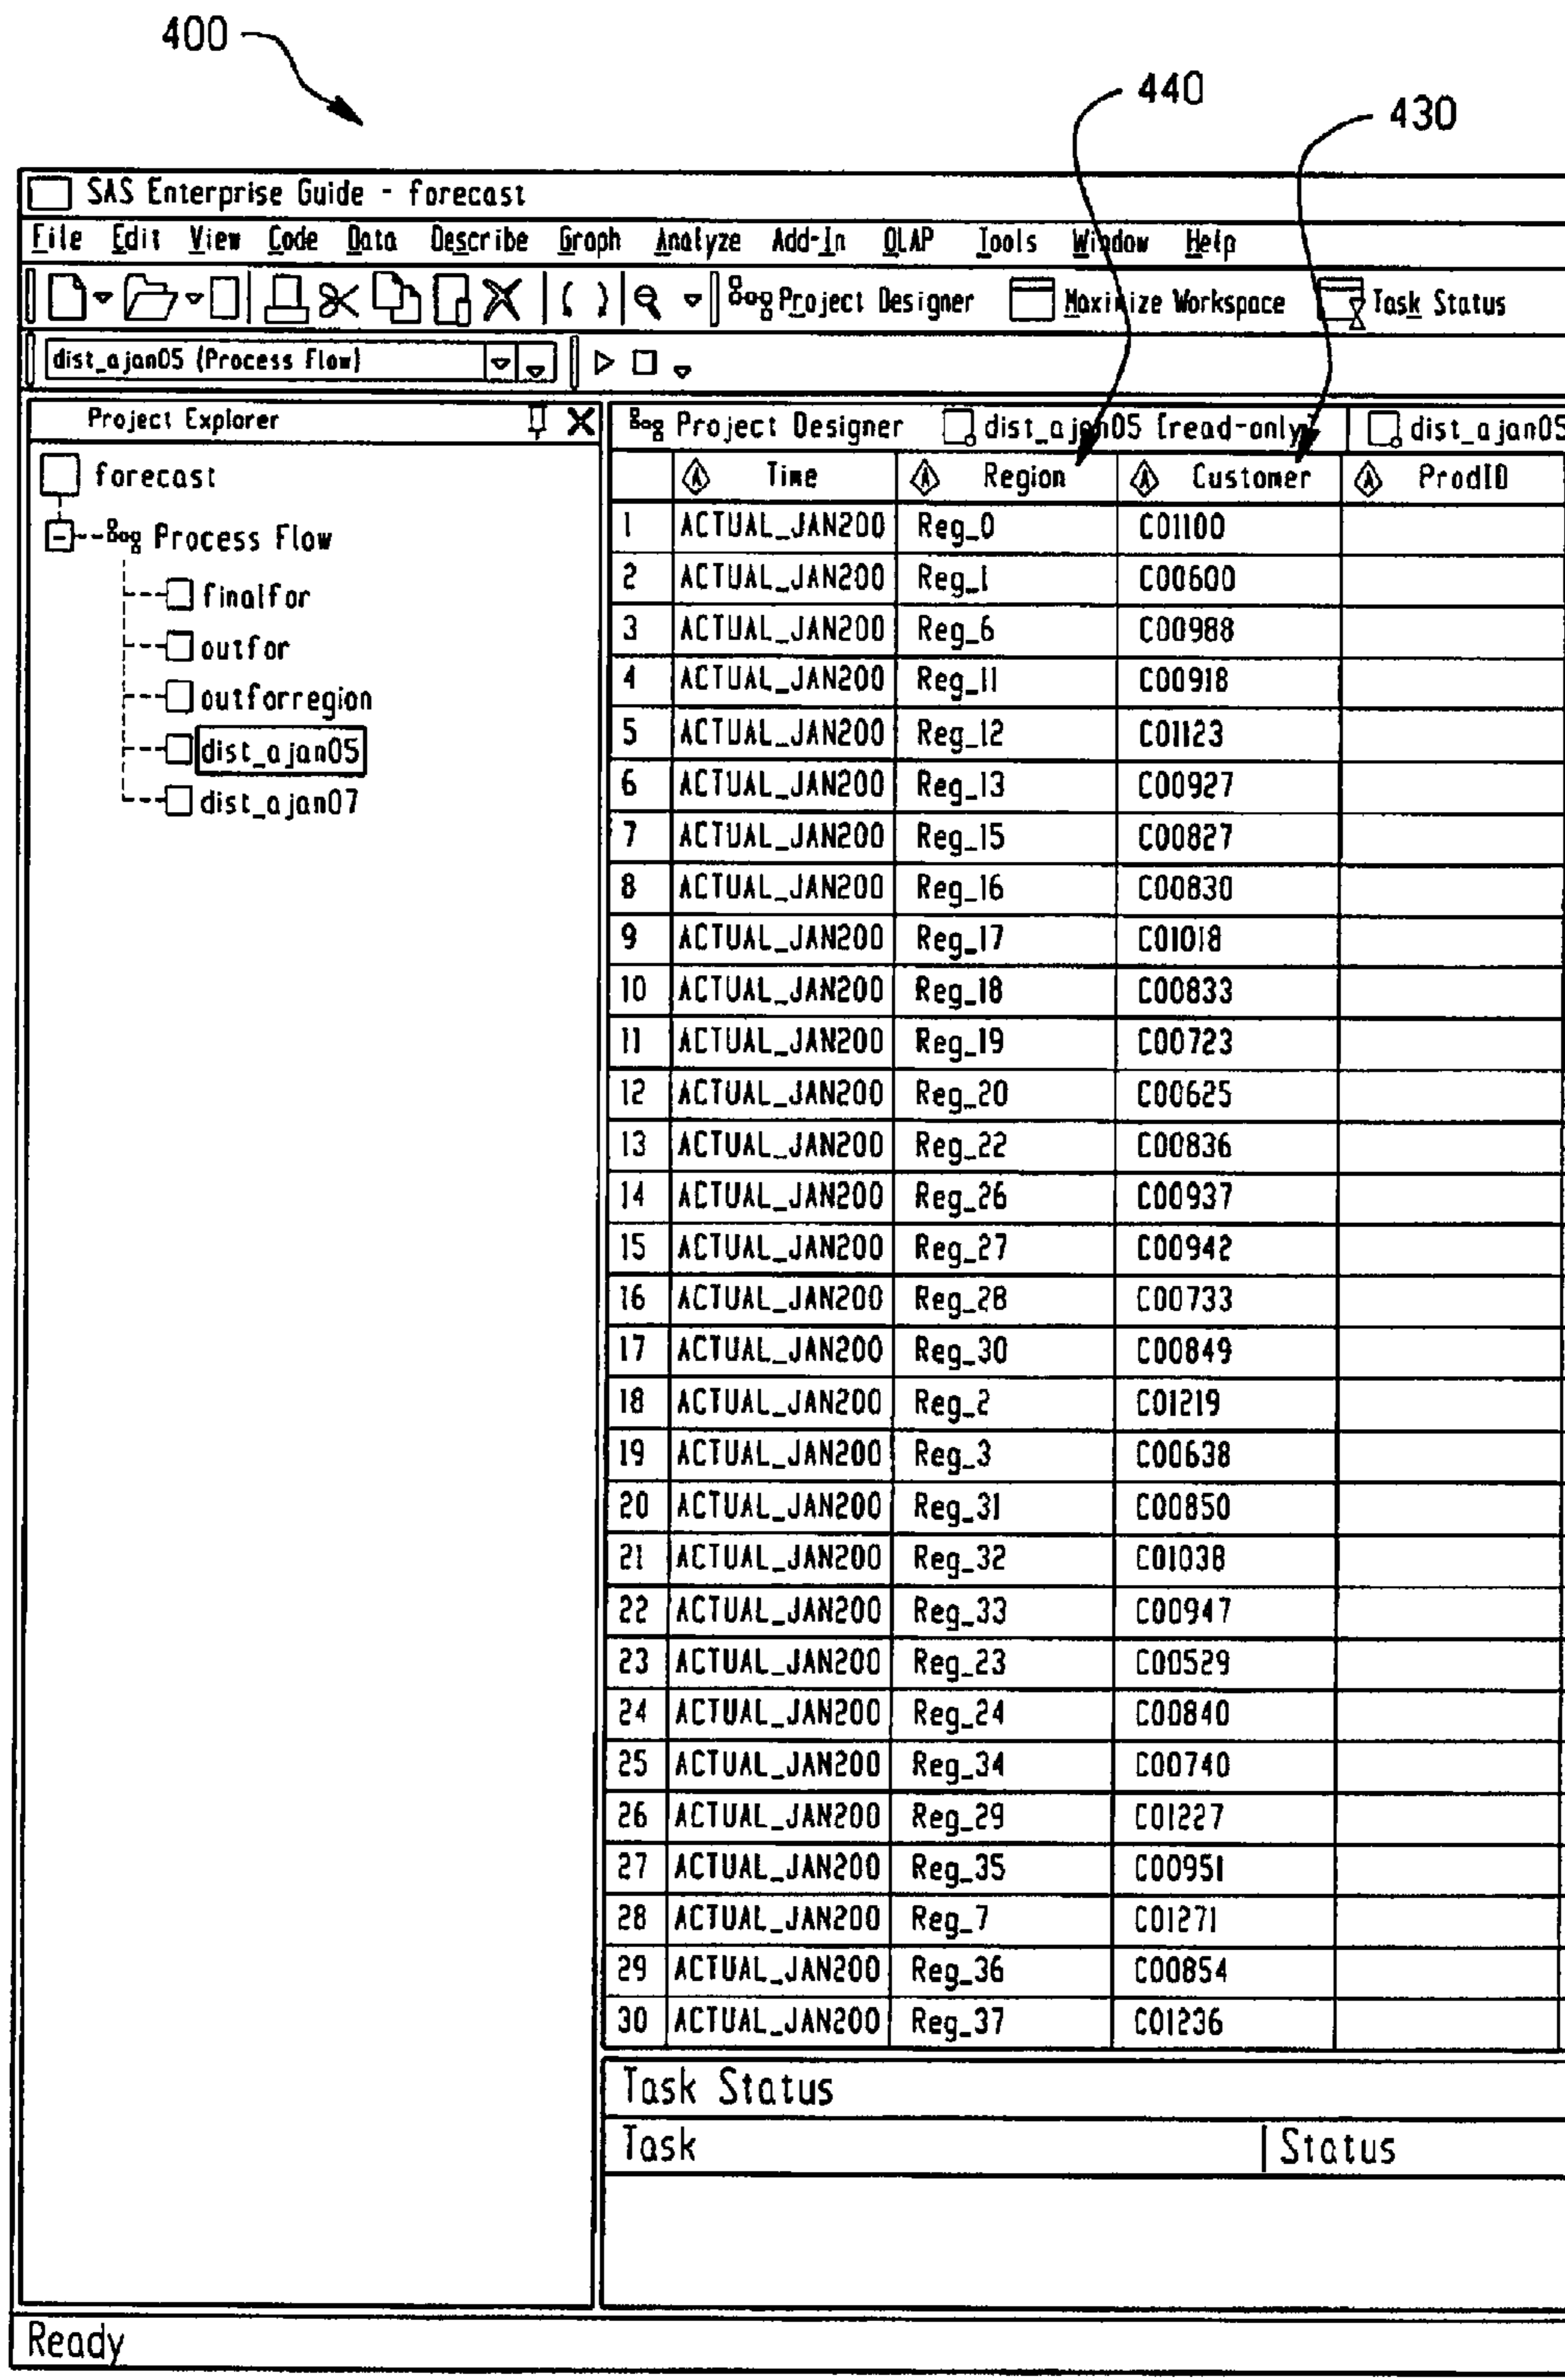 400
440
430
SAS Enterprise Guide - forecast
File Edit View Code Data Describe Graph Analyze Add-In OLAP Tools Window Help
Project Designer Maximize Workspace Task Status
dist_ajan05 (Process Flow)
Project Explorer
forecast
Process Flow
finalfor
outfor
outforregion
dist_ajan05
dist_ajan07
Project Designer dist_ajan05 (read-only) dist_ajan05
Time Region Customer ProdID
1 ACTUAL_JAN200 Reg_0 C01100
2 ACTUAL_JAN200 Reg_1 C00600
3 ACTUAL_JAN200 Reg_6 C00988
4 ACTUAL_JAN200 Reg_11 C00918
5 ACTUAL_JAN200 Reg_12 C01123
6 ACTUAL_JAN200 Reg_13 C00927
7 ACTUAL_JAN200 Reg_15 C00827
8 ACTUAL_JAN200 Reg_16 C00830
9 ACTUAL_JAN200 Reg_17 C01018
10 ACTUAL_JAN200 Reg_18 C00833
11 ACTUAL_JAN200 Reg_19 C00723
12 ACTUAL_JAN200 Reg_20 C00625
13 ACTUAL_JAN200 Reg_22 C00836
14 ACTUAL_JAN200 Reg_26 C00937
15 ACTUAL_JAN200 Reg_27 C00942
16 ACTUAL_JAN200 Reg_28 C00733
17 ACTUAL_JAN200 Reg_30 C00849
18 ACTUAL_JAN200 Reg_2 C01219
19 ACTUAL_JAN200 Reg_3 C00638
20 ACTUAL_JAN200 Reg_31 C00850
21 ACTUAL_JAN200 Reg_32 C01038
22 ACTUAL_JAN200 Reg_33 C00947
23 ACTUAL_JAN200 Reg_23 C00529
24 ACTUAL_JAN200 Reg_24 C00840
25 ACTUAL_JAN200 Reg_34 C00740
26 ACTUAL_JAN200 Reg_29 C01227
27 ACTUAL_JAN200 Reg_35 C00951
28 ACTUAL_JAN200 Reg_7 C01271
29 ACTUAL_JAN200 Reg_36 C00854
30 ACTUAL_JAN200 Reg_37 C01236
Task Status
Task Status
Ready